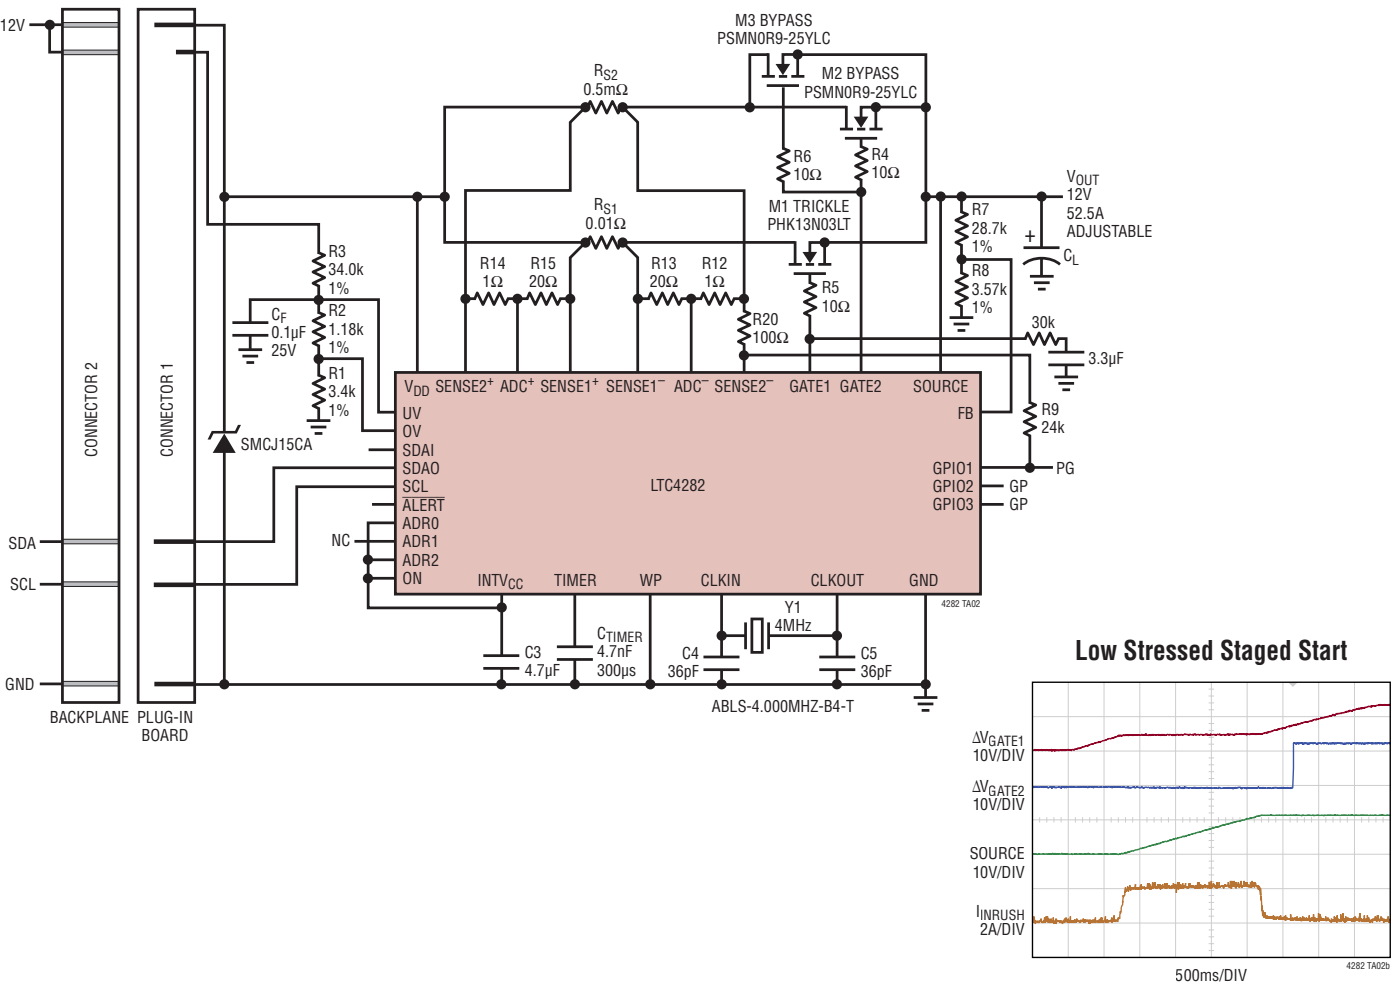 12V
CONNECTOR 2
CONNECTOR 1
SDA
SCL
GND
BACKPLANE
PLUG-IN
BOARD
M3 BYPASS
PSMN0R9-25YLC
M2 BYPASS
PSMN0R9-25YLC
RS2
0.5mΩ
R6
10Ω
R4
10Ω
RS1
0.01Ω
M1 TRICKLE
PHK13N03LT
VOUT
12V
52.5A
ADJUSTABLE
R7
28.7k
1%
+
CL
R8
3.57k
1%
R3
34.0k
1%
CF
0.1µF
25V
R2
1.18k
1%
R1
3.4k
1%
R14
1Ω
R15
20Ω
R13
20Ω
R12
1Ω
R5
10Ω
R20
100Ω
30k
3.3µF
R9
24k
SMCJ15CA
VDD
SENSE2+
ADC+
SENSE1+
SENSE1−
ADC−
SENSE2−
GATE1
GATE2
SOURCE
UV
OV
SDAI
SDAO
SCL
ALERT
ADR0
ADR1
ADR2
ON
NC
LTC4282
FB
GPIO1
GPIO2
GPIO3
PG
GP
GP
INTVCC
TIMER
WP
CLKIN
CLKOUT
GND
4282 TA02
C3
4.7µF
CTIMER
4.7nF
300µs
C4
36pF
Y1
4MHz
C5
36pF
ABLS-4.000MHZ-B4-T
Low Stressed Staged Start
ΔVGATE1
10V/DIV
ΔVGATE2
10V/DIV
SOURCE
10V/DIV
IINRUSH
2A/DIV
500ms/DIV
4282 TA02b